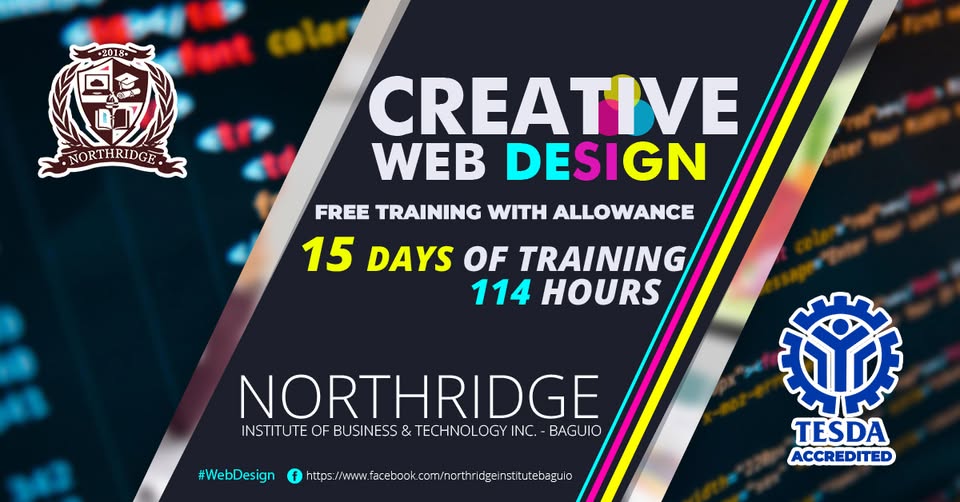 2018
NORTHRIDGE
CREATIVE
WEB DESIGN
FREE TRAINING WITH ALLOWANCE
15 DAYS OF TRAINING
114 HOURS
NORTHRIDGE
INSTITUTE OF BUSINESS & TECHNOLOGY INC. - BAGUIO
#WebDesign https://www.facebook.com/northridgeinstitutebaguio
TESDA
ACCREDITED